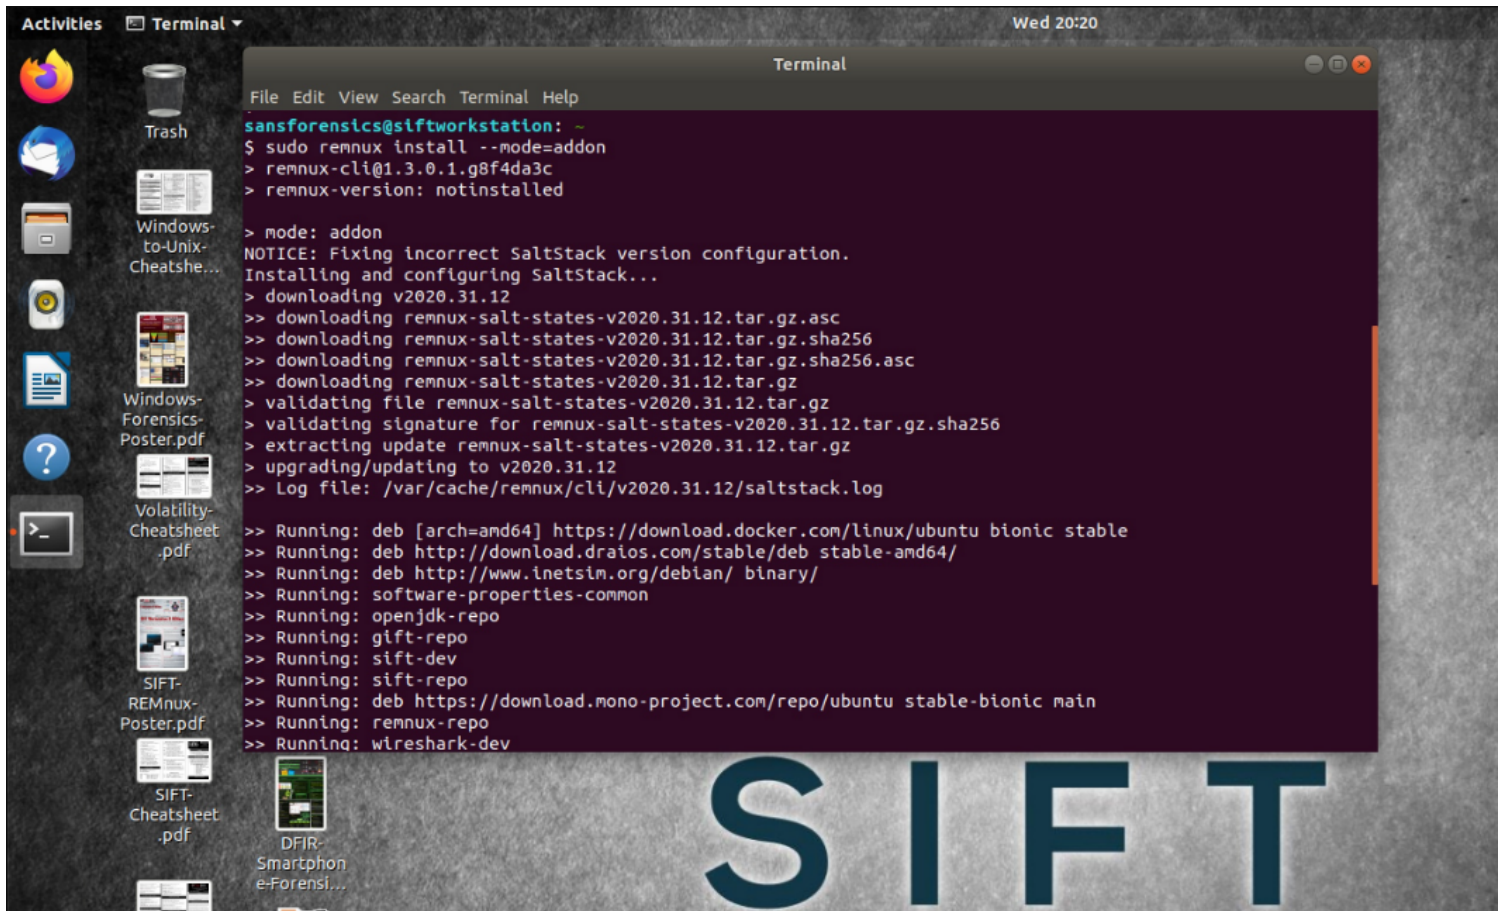 Activities
Terminal
Wed 20:20
Terminal
File Edit View Search Terminal Help
Trash
Windows-
to-Unix-
Cheatshe...
Windows-
Forensics-
Poster.pdf
Volatility-
Cheatsheet
.pdf
SIFT-
REMnux-
Poster.pdf
SIFT-
Cheatsheet
.pdf
DFIR-
Smartphon
e-Forensi...
sansforensics@siftworkstation: ~
$ sudo remnux install --mode=addon
> remnux-cli@1.3.0.1.g8f4da3c
> remnux-version: notinstalled
> mode: addon
NOTICE: Fixing incorrect SaltStack version configuration.
Installing and configuring SaltStack...
> downloading v2020.31.12
>> downloading remnux-salt-states-v2020.31.12.tar.gz.asc
>> downloading remnux-salt-states-v2020.31.12.tar.gz.sha256
>> downloading remnux-salt-states-v2020.31.12.tar.gz.sha256.asc
>> downloading remnux-salt-states-v2020.31.12.tar.gz
> validating file remnux-salt-states-v2020.31.12.tar.gz
> validating signature for remnux-salt-states-v2020.31.12.tar.gz.sha256
> extracting update remnux-salt-states-v2020.31.12.tar.gz
> upgrading/updating to v2020.31.12
>> Log file: /var/cache/remnux/cli/v2020.31.12/saltstack.log
>> Running: deb [arch=amd64] https://download.docker.com/linux/ubuntu bionic stable
>> Running: deb http://download.draios.com/stable/deb stable-amd64/
>> Running: deb http://www.inetsim.org/debian/ binary/
>> Running: software-properties-common
>> Running: openjdk-repo
>> Running: gift-repo
>> Running: sift-dev
>> Running: sift-repo
>> Running: deb https://download.mono-project.com/repo/ubuntu stable-bionic main
>> Running: remnux-repo
>> Running: wireshark-dev
SIFT